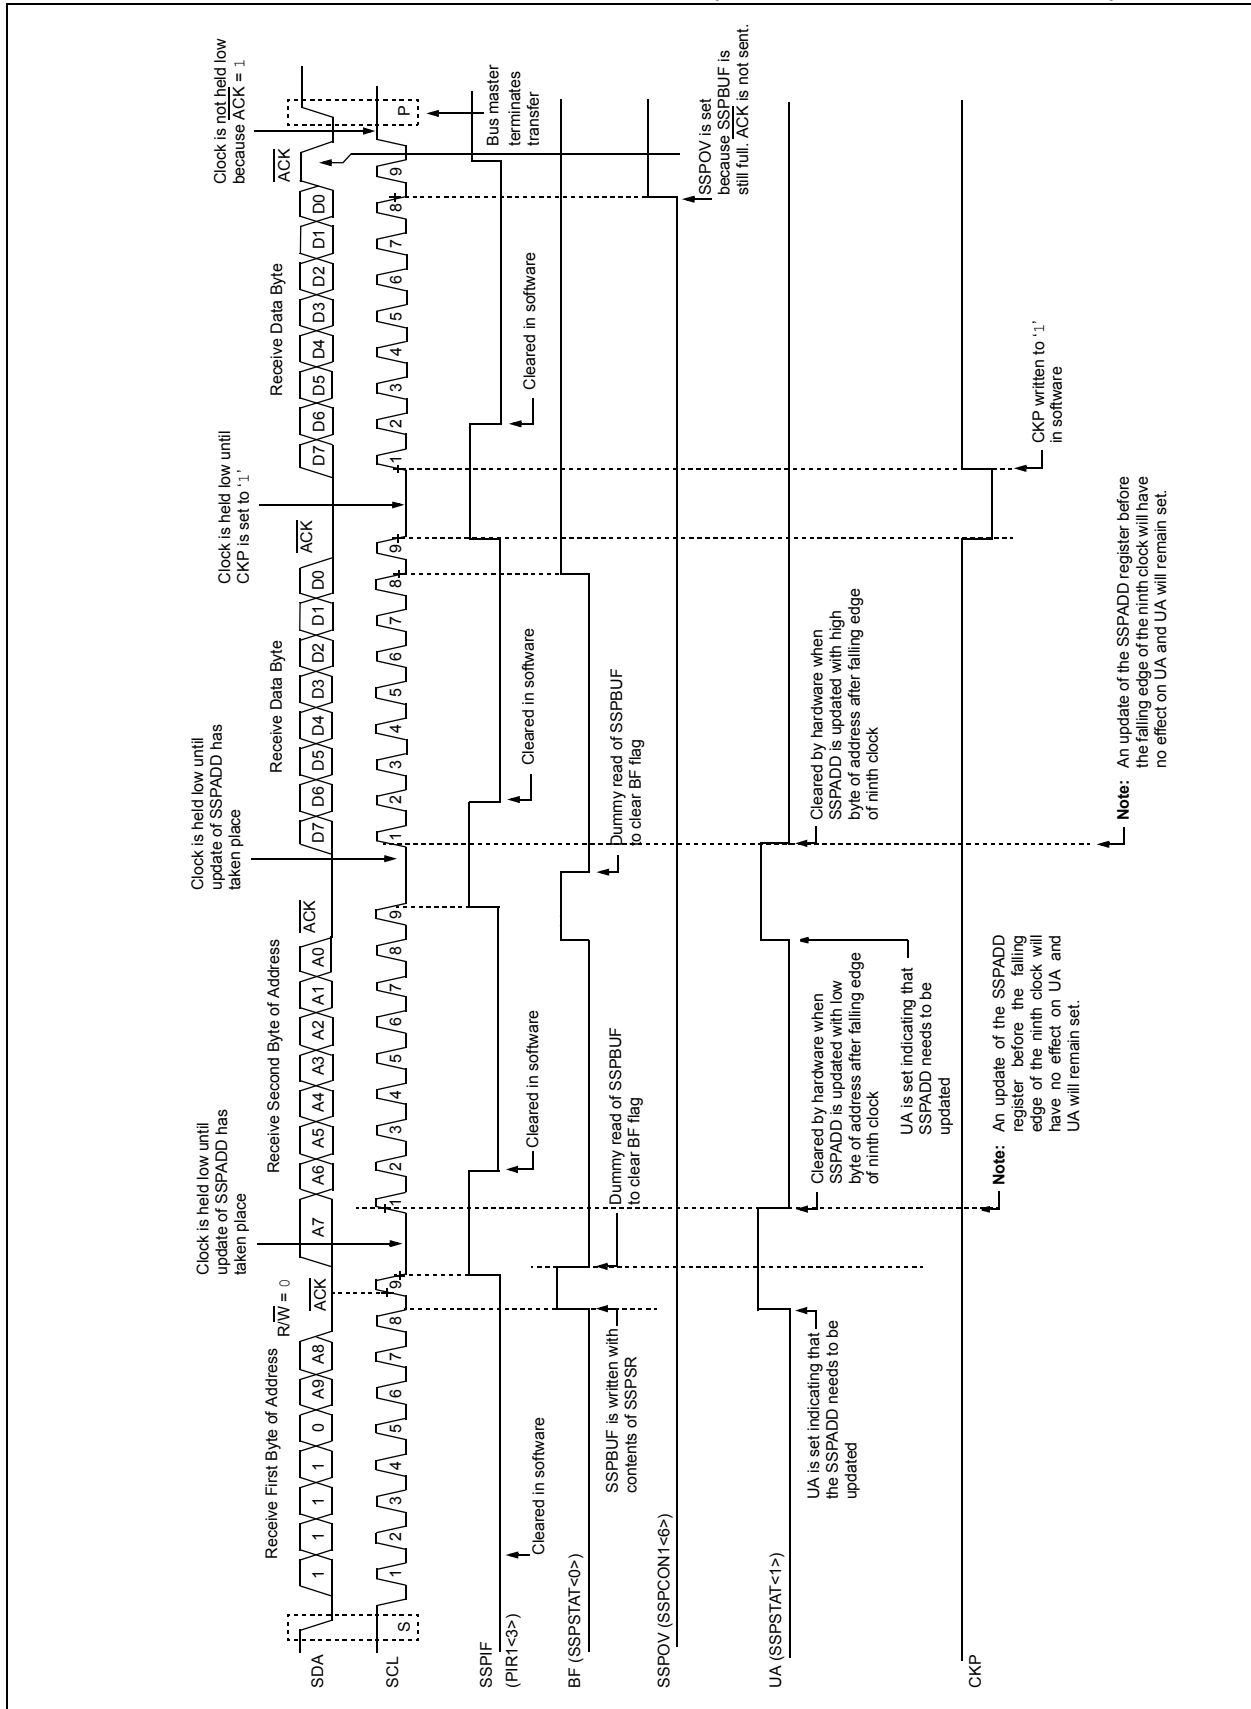 Clock is held low until
update of SSPADD has
taken place
Clock is held low until
update of SSPADD has
taken place
Clock is held low until
CKP is set to ‘1’
Clock is not held low
because ACK = 1
R/W = 0
ACK
ACK
ACK
ACK
Receive First Byte of Address
Receive Second Byte of Address
Receive Data Byte
Receive Data Byte
SDA
1 1 1 1 0 A9 A8 A7 A6 A5 A4 A3 A2 A1 A0 D7 D6 D5 D4 D3 D2 D1 D0 D7 D6 D5 D4 D3 D2 D1 D0
SCL
S 1 2 3 4 5 6 7 8 9 1 2 3 4 5 6 7 8 9 1 2 3 4 5 6 7 8 9 1 2 3 4 5 6 7 8 9 P
Bus master
terminates
transfer
SSPIF
(PIR1<3>)
Cleared in software
Cleared in software
Cleared in software
Cleared in software
BF (SSPSTAT<0>)
SSPBUF is written with
contents of SSPSR
Dummy read of SSPBUF
to clear BF flag
Dummy read of SSPBUF
to clear BF flag
SSPOV (SSPCON1<6>)
SSPOV is set
because SSPBUF is
still full. ACK is not sent.
UA (SSPSTAT<1>)
UA is set indicating that
the SSPADD needs to be
updated
Cleared by hardware when
SSPADD is updated with low
byte of address after falling edge
of ninth clock
UA is set indicating that
SSPADD needs to be
updated
Cleared by hardware when
SSPADD is updated with high
byte of address after falling edge
of ninth clock
CKP
CKP written to ‘1’
in software
Note: An update of the SSPADD
register before the falling
edge of the ninth clock will
have no effect on UA and
UA will remain set.
Note: An update of the SSPADD register before
the falling edge of the ninth clock will have
no effect on UA and UA will remain set.